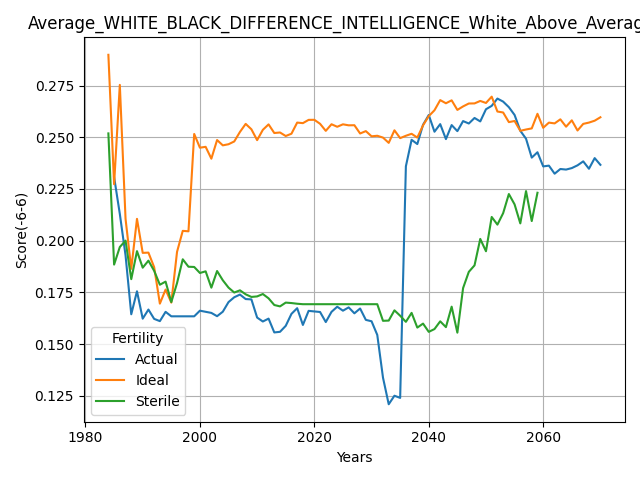 Average_WHITE_BLACK_DIFFERENCE_INTELLIGENCE_White_Above_Average
0.275
0.250
0.225
0.200
0.175
0.150
0.125
Score(-6-6)
Fertility
Actual
Ideal
Sterile
1980 2000 2020 2040 2060
Years